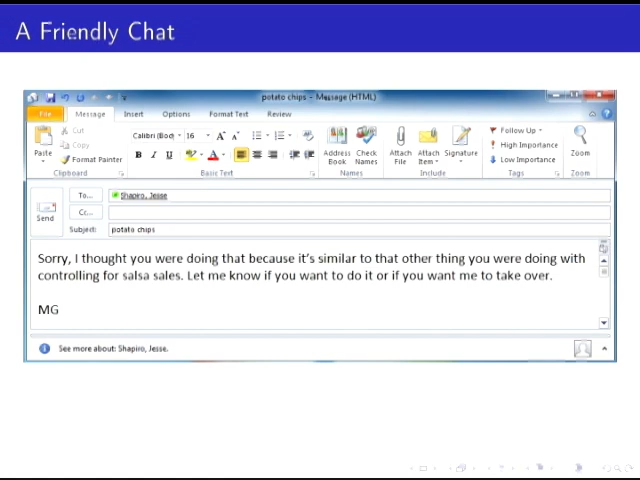 A Friendly Chat
potato chips - Message (HTML)
File Message Insert Options Format Text Review
Paste
Cut
Copy
Format Painter
Clipboard
Calibri (Body) 16
B I U
Basic Text
Address Book
Check Names
Names
Attach File
Attach Item
Signature
Include
Follow Up
High Importance
Low Importance
Tags
Zoom
Zoom
Send
To... Shapiro, Jesse
Cc...
Subject: potato chips
Sorry, I thought you were doing that because it's similar to that other thing you were doing with
controlling for salsa sales. Let me know if you want to do it or if you want me to take over.
MG
See more about: Shapiro, Jesse.